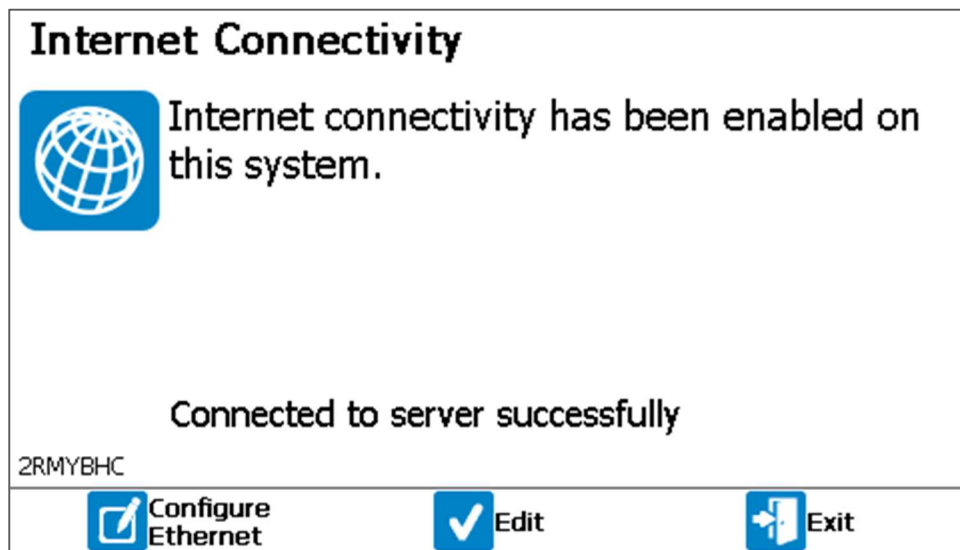 Internet Connectivity
Internet connectivity has been enabled on
this system.
Connected to server successfully
2RMYBHC
Configure
Ethernet
Edit
Exit